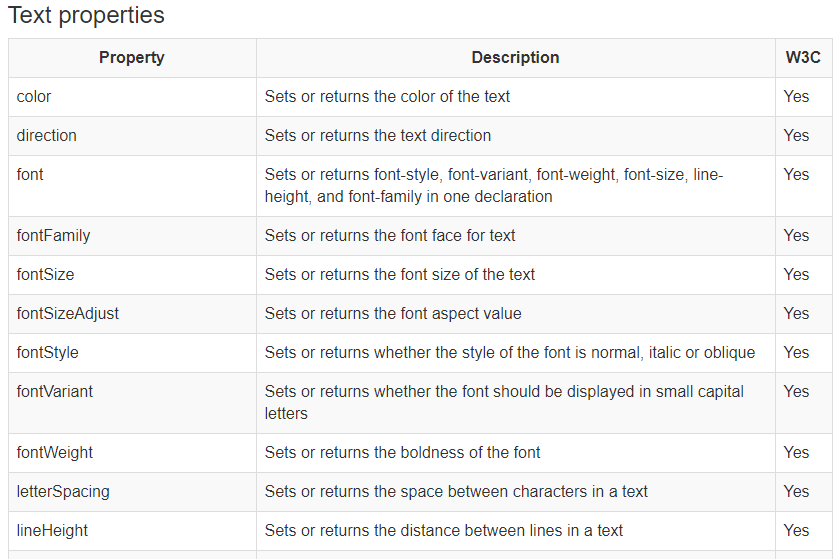 Text properties
Property Description W3C
color Sets or returns the color of the text Yes
direction Sets or returns the text direction Yes
font Sets or returns font-style, font-variant, font-weight, font-size, line- Yes
height, and font-family in one declaration
fontFamily Sets or returns the font face for text Yes
fontSize Sets or returns the font size of the text Yes
fontSizeAdjust Sets or returns the font aspect value Yes
fontStyle Sets or returns whether the style of the font is normal, italic or oblique Yes
fontVariant Sets or returns whether the font should be displayed in small capital Yes
letters
fontWeight Sets or returns the boldness of the font Yes
letterSpacing Sets or returns the space between characters in a text Yes
lineHeight Sets or returns the distance between lines in a text Yes